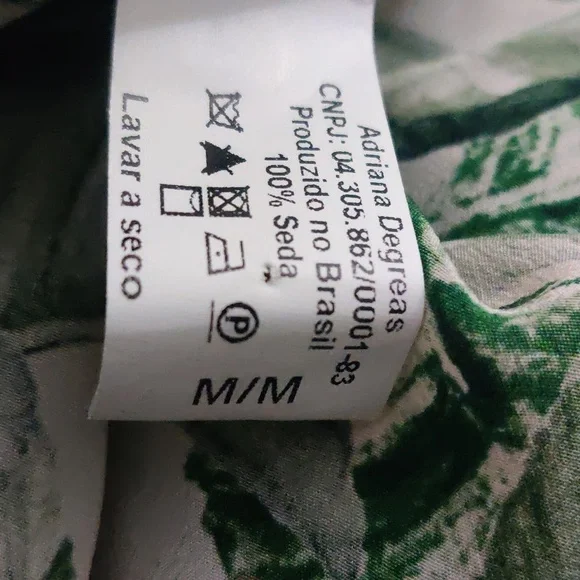 Adriana Degreas
CNPJ: 04.305.862/0001-83
Produzido no Brasil
100% Seda
P
Lavar a seco
M/M